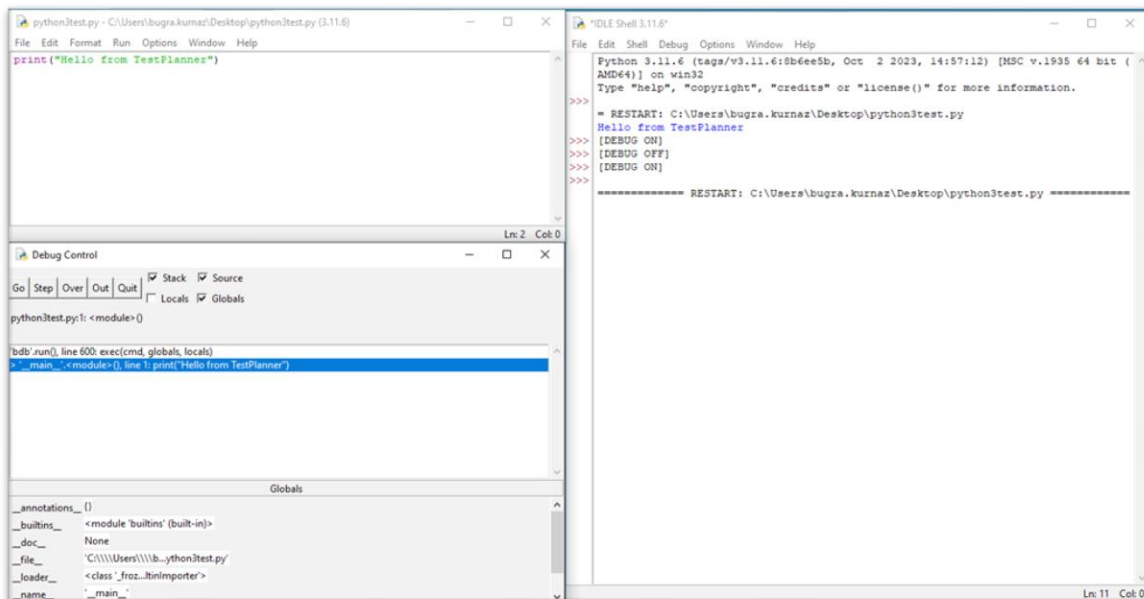 python3test.py - C:\Users\bugra.kurnaz\Desktop\python3test.py (3.11.6)
File Edit Format Run Options Window Help
print("Hello from TestPlanner")
Ln: 2 Col: 0
Debug Control
Go Step Over Out Quit
Stack Source
Locals Globals
python3test.py:1: <module>()
'bdb'.run(), line 600: exec(cmd, globals, locals)
> '__main__'.<module>(), line 1: print("Hello from TestPlanner")
Globals
__annotations__ {}
__builtins__ <module 'builtins' (built-in)>
__doc__ None
__file__ 'C:\\\\Users\\\\b...ython3test.py'
__loader__ <class '_froz...ltinImporter'>
__name__ '__main__'
*IDLE Shell 3.11.6*
File Edit Shell Debug Options Window Help
Python 3.11.6 (tags/v3.11.6:8b6ee5b, Oct 2 2023, 14:57:12) [MSC v.1935 64 bit (
AMD64)] on win32
Type "help", "copyright", "credits" or "license()" for more information.
>>>
= RESTART: C:\Users\bugra.kurnaz\Desktop\python3test.py
Hello from TestPlanner
>>> [DEBUG ON]
>>> [DEBUG OFF]
>>> [DEBUG ON]
>>>
============= RESTART: C:\Users\bugra.kurnaz\Desktop\python3test.py ============
Ln: 11 Col: 0